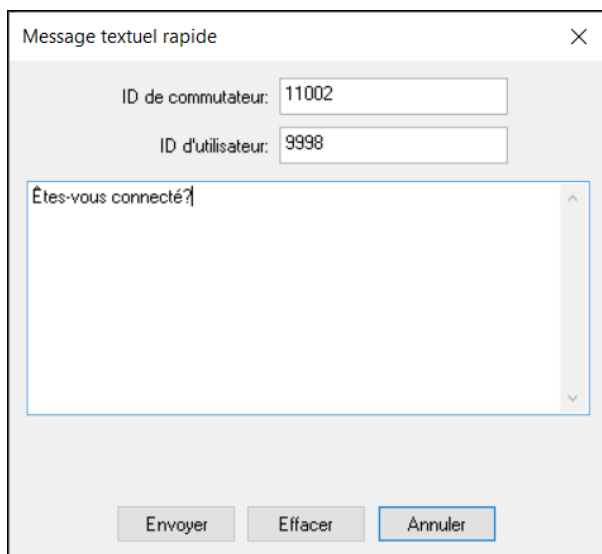 Message textuel rapide
ID de commutateur: 11002
ID d'utilisateur: 9998
Êtes-vous connecté?
Envoyer Effacer Annuler